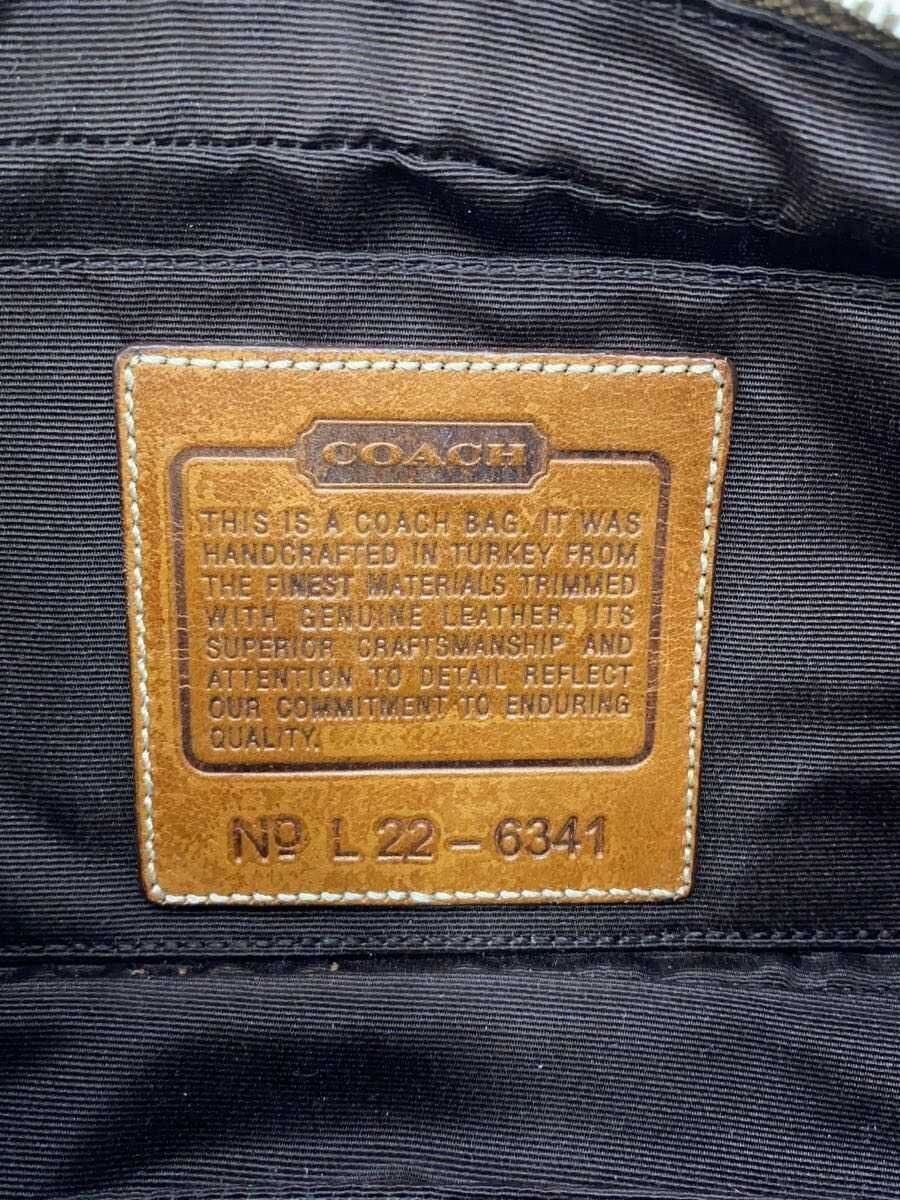 COACH
THIS IS A COACH BAG. IT WAS
HANDCRAFTED IN TURKEY FROM
THE FINEST MATERIALS TRIMMED
WITH GENUINE LEATHER. ITS
SUPERIOR CRAFTSMANSHIP AND
ATTENTION TO DETAIL REFLECT
OUR COMMITMENT TO ENDURING
QUALITY.
Nº L22-6341